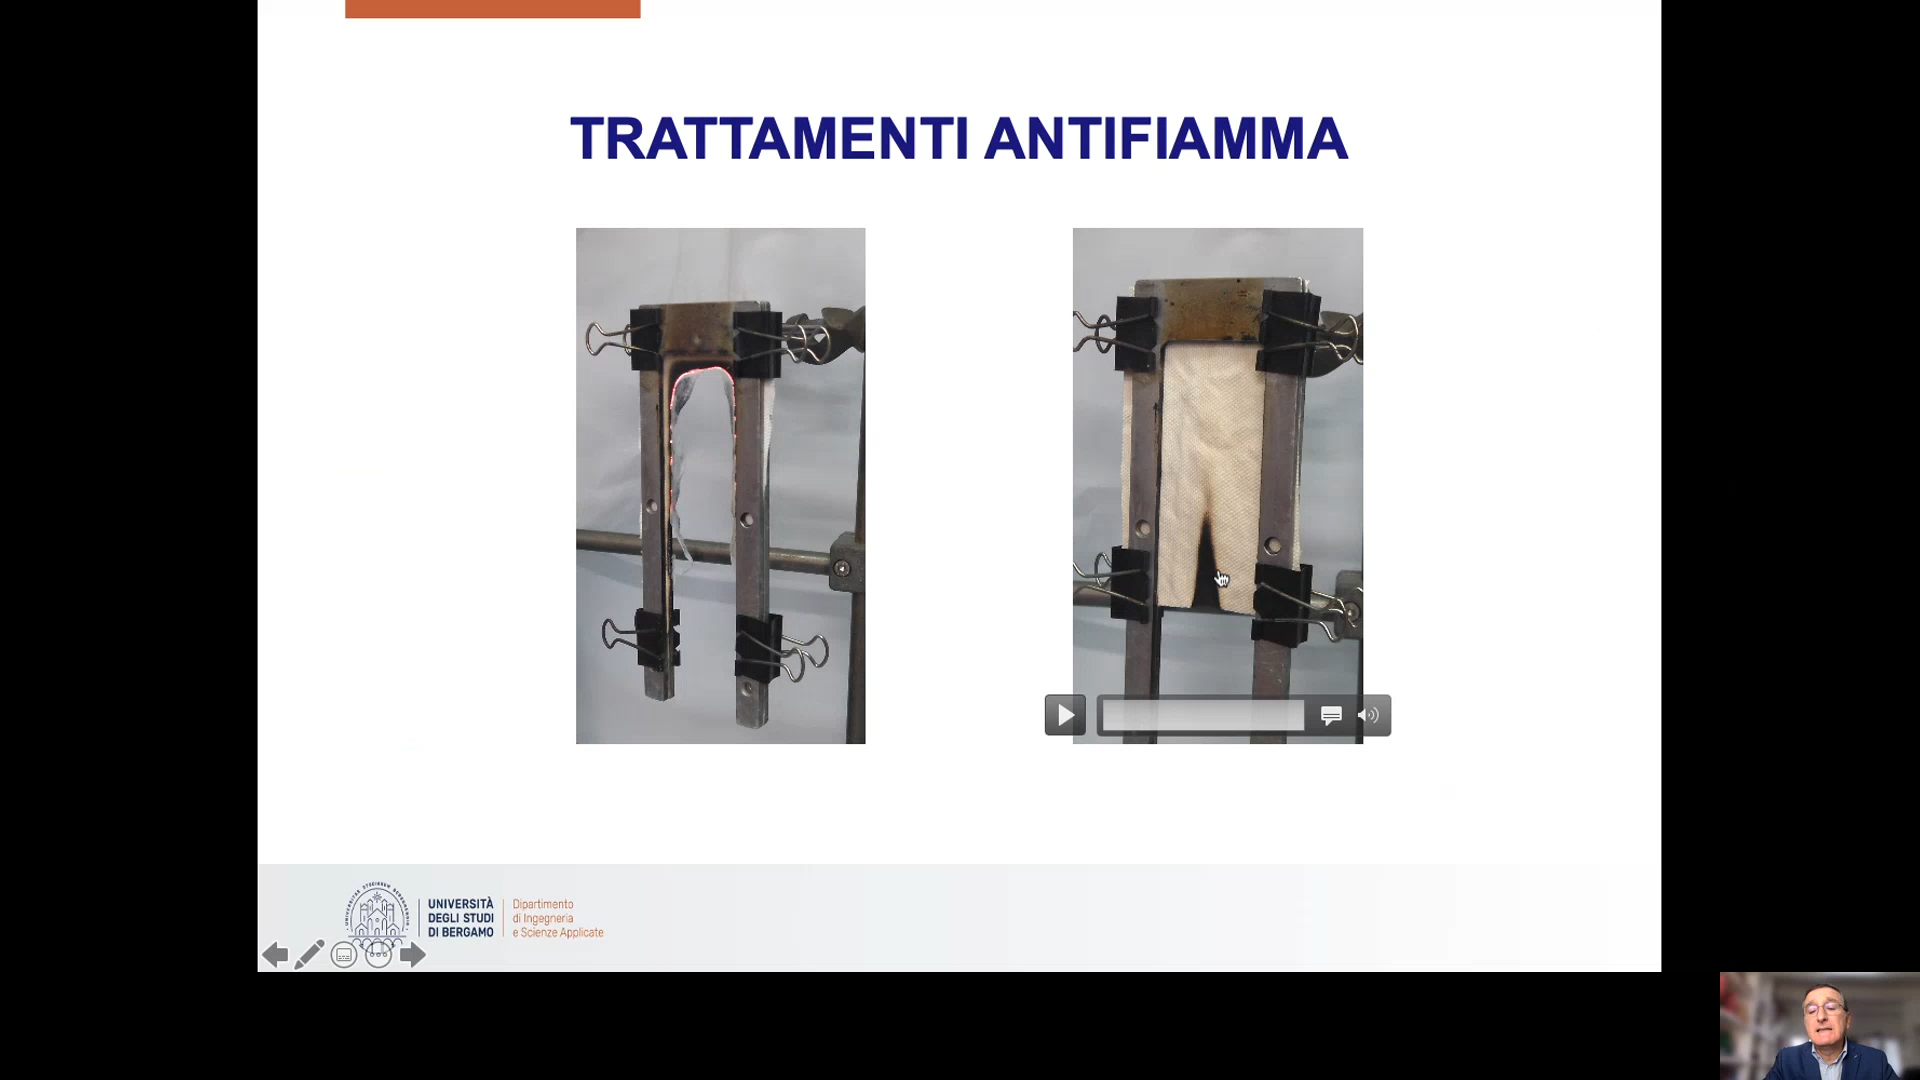 TRATTAMENTI ANTIFIAMMA
UNIVERSITÀ
DEGLI STUDI
DI BERGAMO
Dipartimento
di Ingegneria
e Scienze Applicate